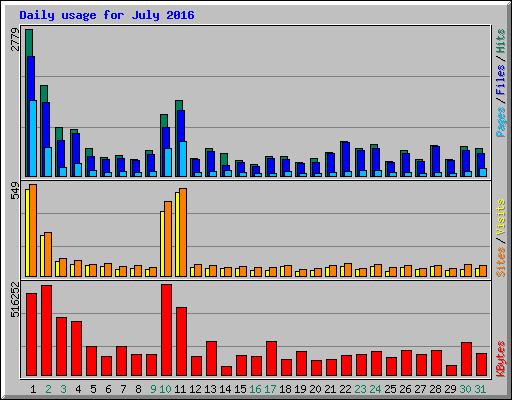 Daily usage for July 2016
2779
Pages / Files / Hits
549
Sites / Visits
516252
KBytes
1 2 3 4 5 6 7 8 9 10 11 12 13 14 15 16 17 18 19 20 21 22 23 24 25 26 27 28 29 30 31